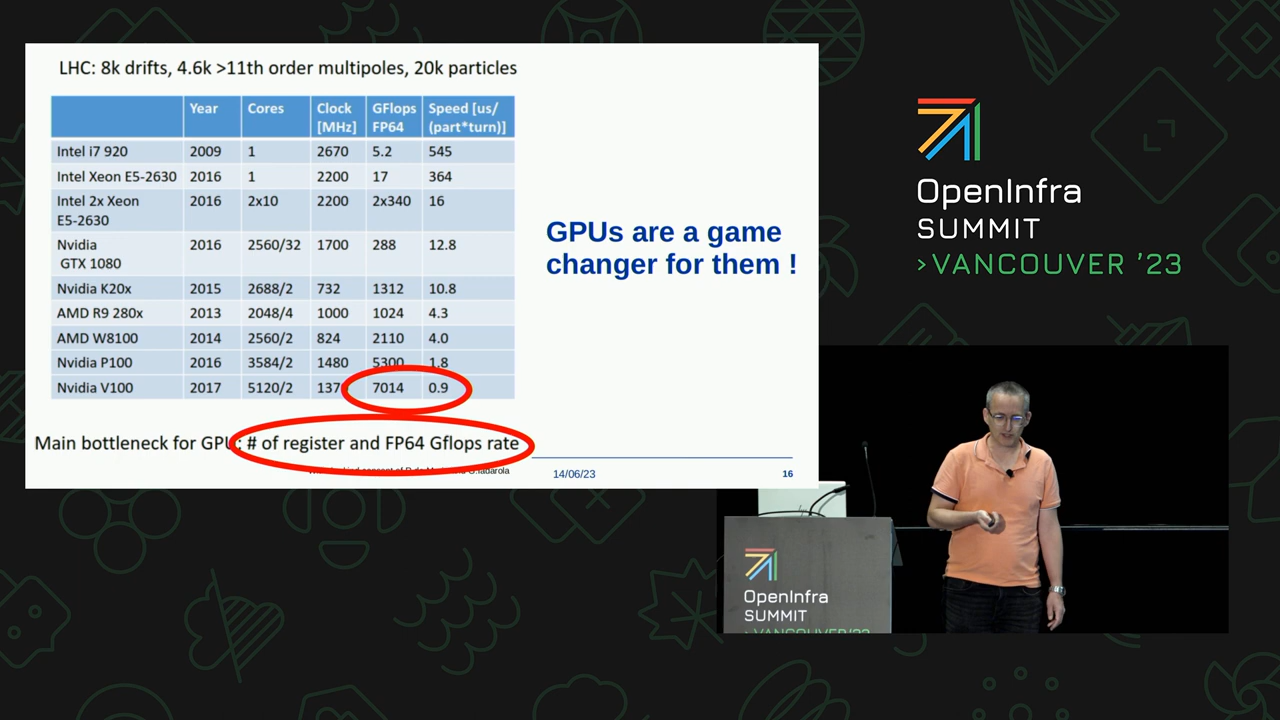 LHC: 8k drifts, 4.6k >11th order multipoles, 20k particles
Year Cores Clock [MHz] GFlops FP64 Speed [us/ (part*turn)]
Intel i7 920 2009 1 2670 5.2 545
Intel Xeon E5-2630 2016 1 2200 17 364
Intel 2x Xeon E5-2630 2016 2x10 2200 2x340 16
Nvidia GTX 1080 2016 2560/32 1700 288 12.8
Nvidia K20x 2015 2688/2 732 1312 10.8
AMD R9 280x 2013 2048/4 1000 1024 4.3
AMD W8100 2014 2560/2 824 2110 4.0
Nvidia P100 2016 3584/2 1480 5300 1.8
Nvidia V100 2017 5120/2 137 7014 0.9
GPUs are a game
changer for them !
Main bottleneck for GPU: # of register and FP64 Gflops rate
14/06/23
16
OpenInfra
SUMMIT
>VANCOUVER '23
OpenInfra
SUMMIT
>VANCOUVER'23